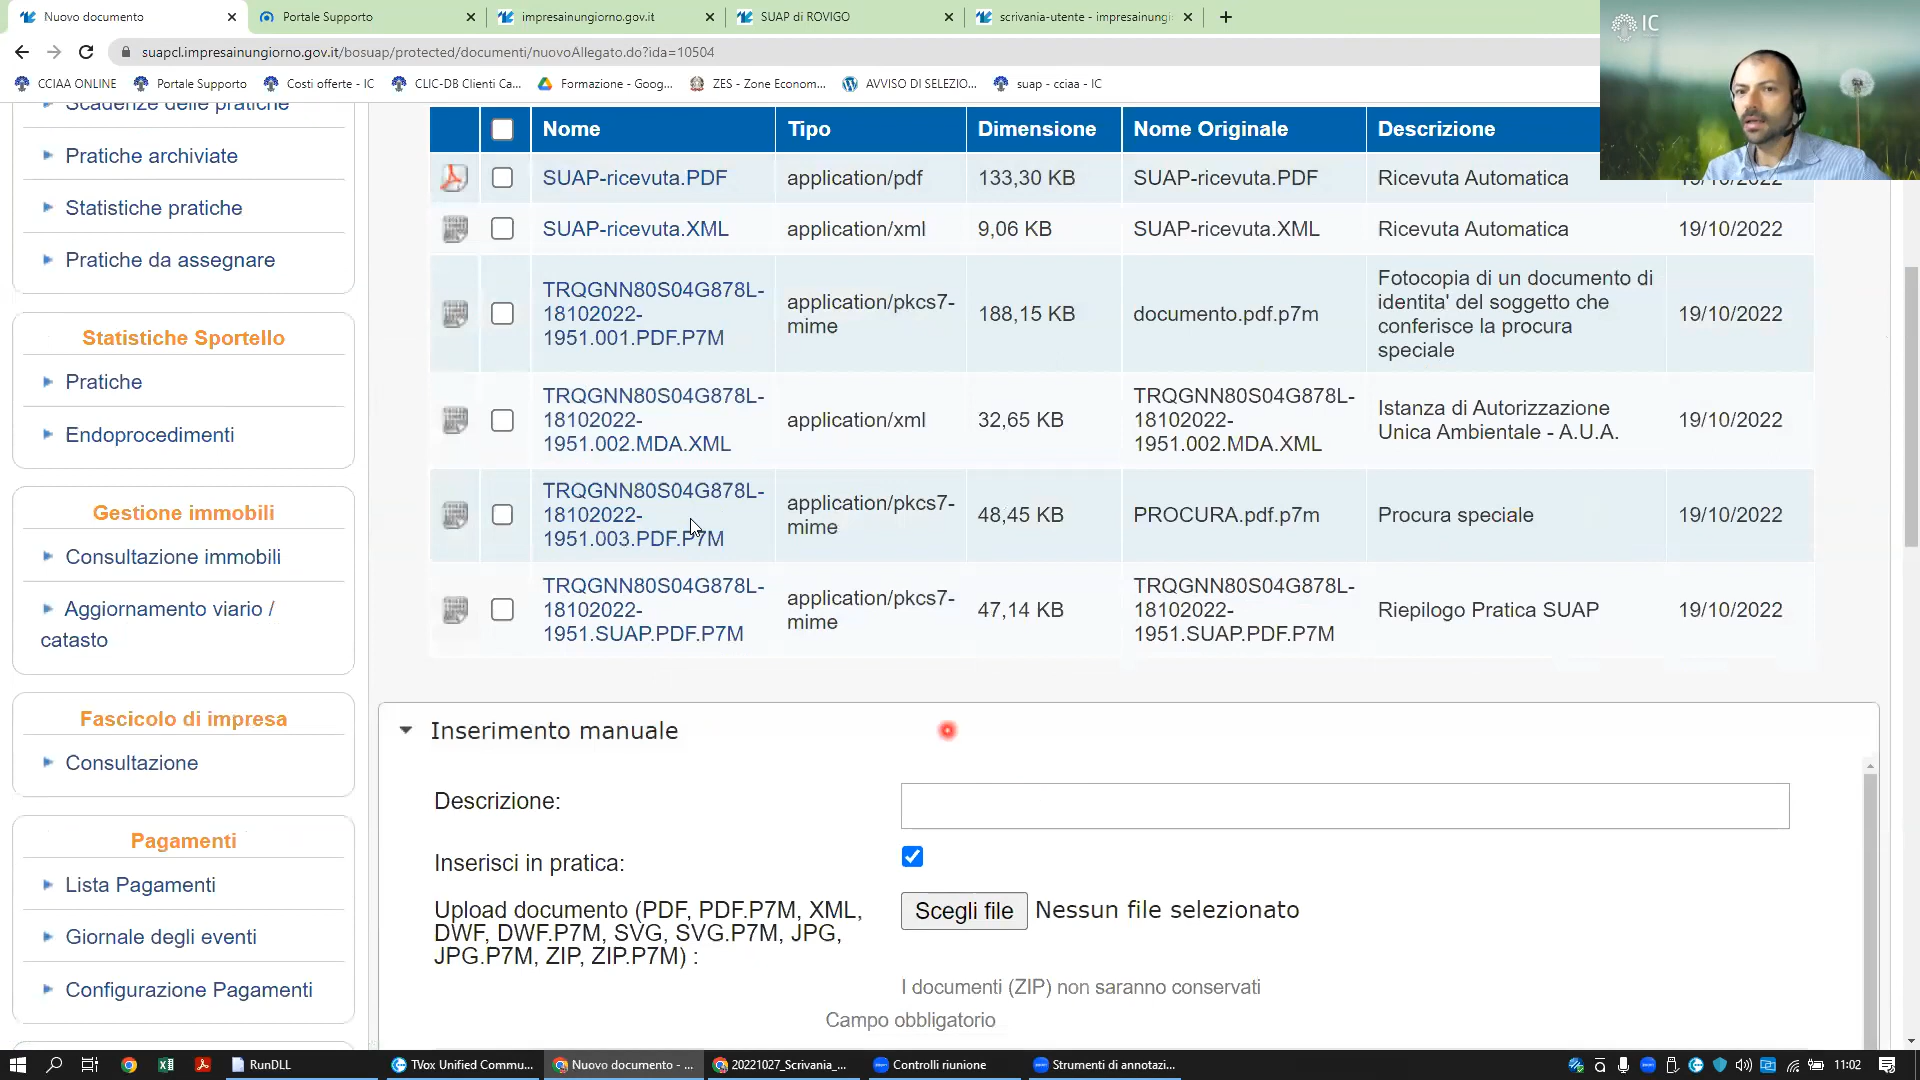 Nuovo documento
Portale Supporto
impresainungiorno.gov.it
SUAP di ROVIGO
scrivania-utente - impresainungi
suapcl.impresainungiorno.gov.it/bosuap/protected/documenti/nuovoAllegato.do?ida=10504
IC
CCIAA ONLINE
Portale Supporto
Costi offerte - IC
CLIC-DB Clienti Ca...
Formazione - Goog...
ZES - Zone Econom...
AVVISO DI SELEZIO...
suap - cciaa - IC
Scadenze delle pratiche
Pratiche archiviate
Statistiche pratiche
Pratiche da assegnare
Statistiche Sportello
Pratiche
Endoprocedimenti
Gestione immobili
Consultazione immobili
Aggiornamento viario /
catasto
Fascicolo di impresa
Consultazione
Pagamenti
Lista Pagamenti
Giornale degli eventi
Configurazione Pagamenti
Nome Tipo Dimensione Nome Originale Descrizione
SUAP-ricevuta.PDF application/pdf 133,30 KB SUAP-ricevuta.PDF Ricevuta Automatica 19/10/2022
SUAP-ricevuta.XML application/xml 9,06 KB SUAP-ricevuta.XML Ricevuta Automatica 19/10/2022
TRQGNN80S04G878L-
18102022-
1951.001.PDF.P7M
application/pkcs7-
mime
188,15 KB
documento.pdf.p7m
Fotocopia di un documento di
identita' del soggetto che
conferisce la procura
speciale
19/10/2022
TRQGNN80S04G878L-
18102022-
1951.002.MDA.XML
application/xml
32,65 KB
TRQGNN80S04G878L-
18102022-
1951.002.MDA.XML
Istanza di Autorizzazione
Unica Ambientale - A.U.A.
19/10/2022
TRQGNN80S04G878L-
18102022-
1951.003.PDF.P7M
application/pkcs7-
mime
48,45 KB
PROCURA.pdf.p7m
Procura speciale
19/10/2022
TRQGNN80S04G878L-
18102022-
1951.SUAP.PDF.P7M
application/pkcs7-
mime
47,14 KB
TRQGNN80S04G878L-
18102022-
1951.SUAP.PDF.P7M
Riepilogo Pratica SUAP
19/10/2022
Inserimento manuale
Descrizione:
Inserisci in pratica:
Upload documento (PDF, PDF.P7M, XML,
DWF, DWF.P7M, SVG, SVG.P7M, JPG,
JPG.P7M, ZIP, ZIP.P7M) :
Scegli file Nessun file selezionato
I documenti (ZIP) non saranno conservati
Campo obbligatorio
RunDLL
TVox Unified Commu...
Nuovo documento - ...
20221027_Scrivania_...
Controlli riunione
Strumenti di annotazi...
11:02